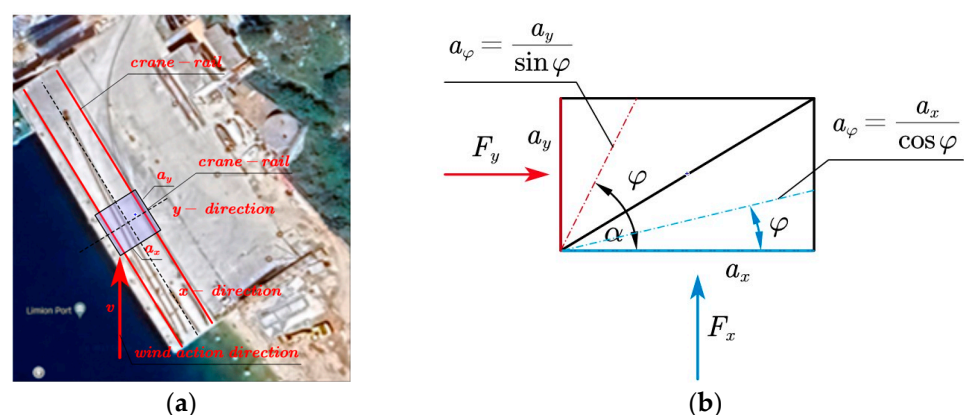 crane-rail
crane-rail
a_y
y- direction
a_x
x- direction
v
Limion Port
wind action direction
(a)
a_φ = a_y / sin φ
a_φ = a_x / cos φ
a_y
F_y
φ
α
φ
a_x
F_x
(b)